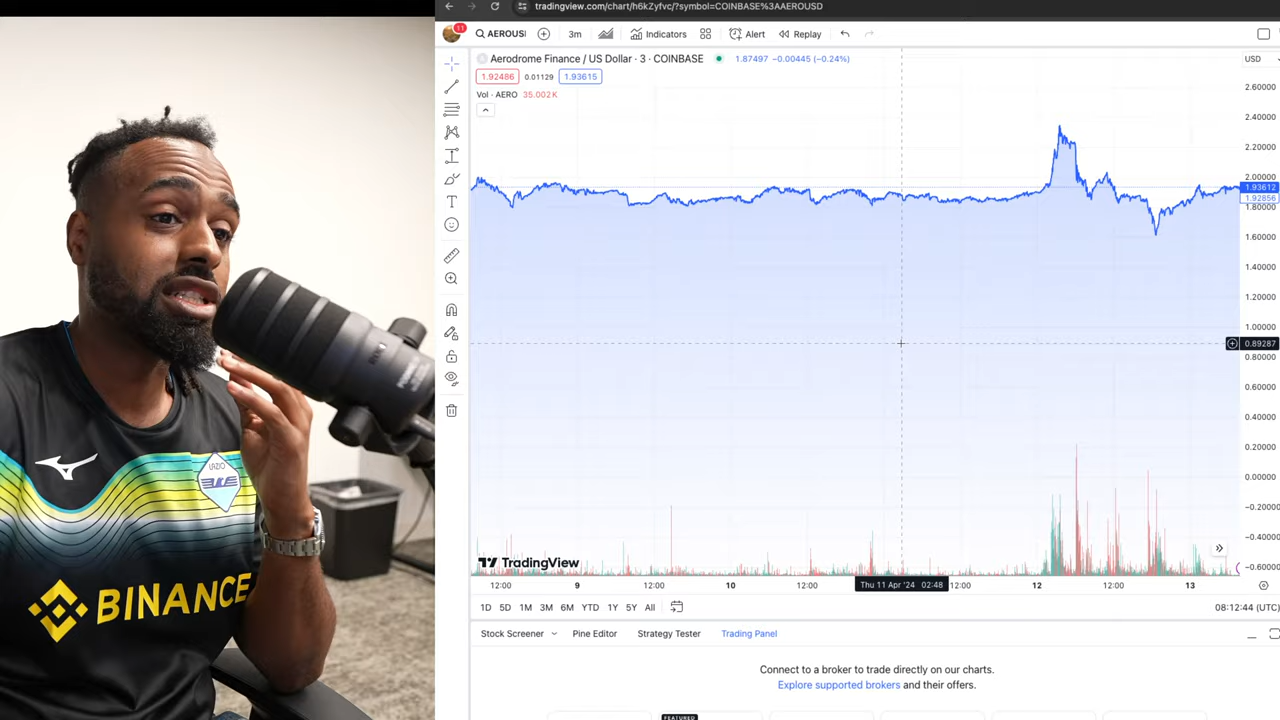 tradingview.com/chart/h6kZyfvc/?symbol=COINBASE%3AAEROUSD
11
AEROUS
3m
Indicators
Alert
Replay
Aerodrome Finance / US Dollar · 3 · COINBASE
1.87497 −0.00445 (−0.24%)
USD
1.92486
0.01129
1.93615
Vol · AERO 35.002 K
2.60000
2.40000
2.20000
2.00000
1.93612
1.92856
1.80000
1.60000
1.40000
1.20000
1.00000
0.89287
0.80000
0.60000
0.40000
0.20000
0.00000
−0.20000
−0.40000
−0.60000
LAZIO
BINANCE
TradingView
12:00
9
12:00
10
12:00
Thu 11 Apr '24 02:48
12:00
12
12:00
13
1D 5D 1M 3M 6M YTD 1Y 5Y All
08:12:44 (UTC)
Stock Screener
Pine Editor
Strategy Tester
Trading Panel
Connect to a broker to trade directly on our charts.
Explore supported brokers and their offers.
FEATURED